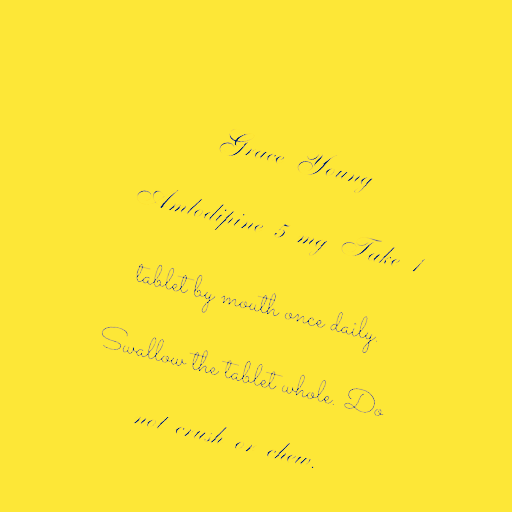 Grace Young
Amlodipine 5 mg Take 1
tablet by mouth once daily.
Swallow the tablet whole. Do
not crush or chew.